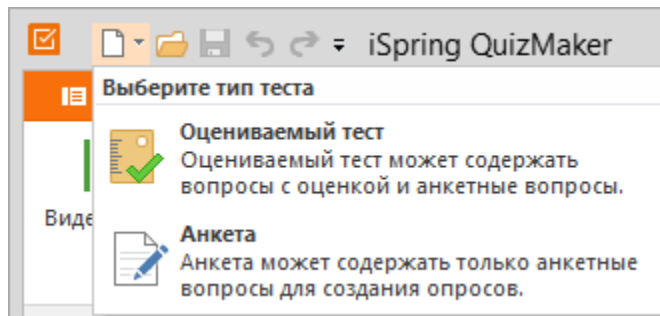 iSpring QuizMaker
Выберите тип теста
Оцениваемый тест
Оцениваемый тест может содержать
вопросы с оценкой и анкетные вопросы.
Виде
Анкета
Анкета может содержать только анкетные
вопросы для создания опросов.